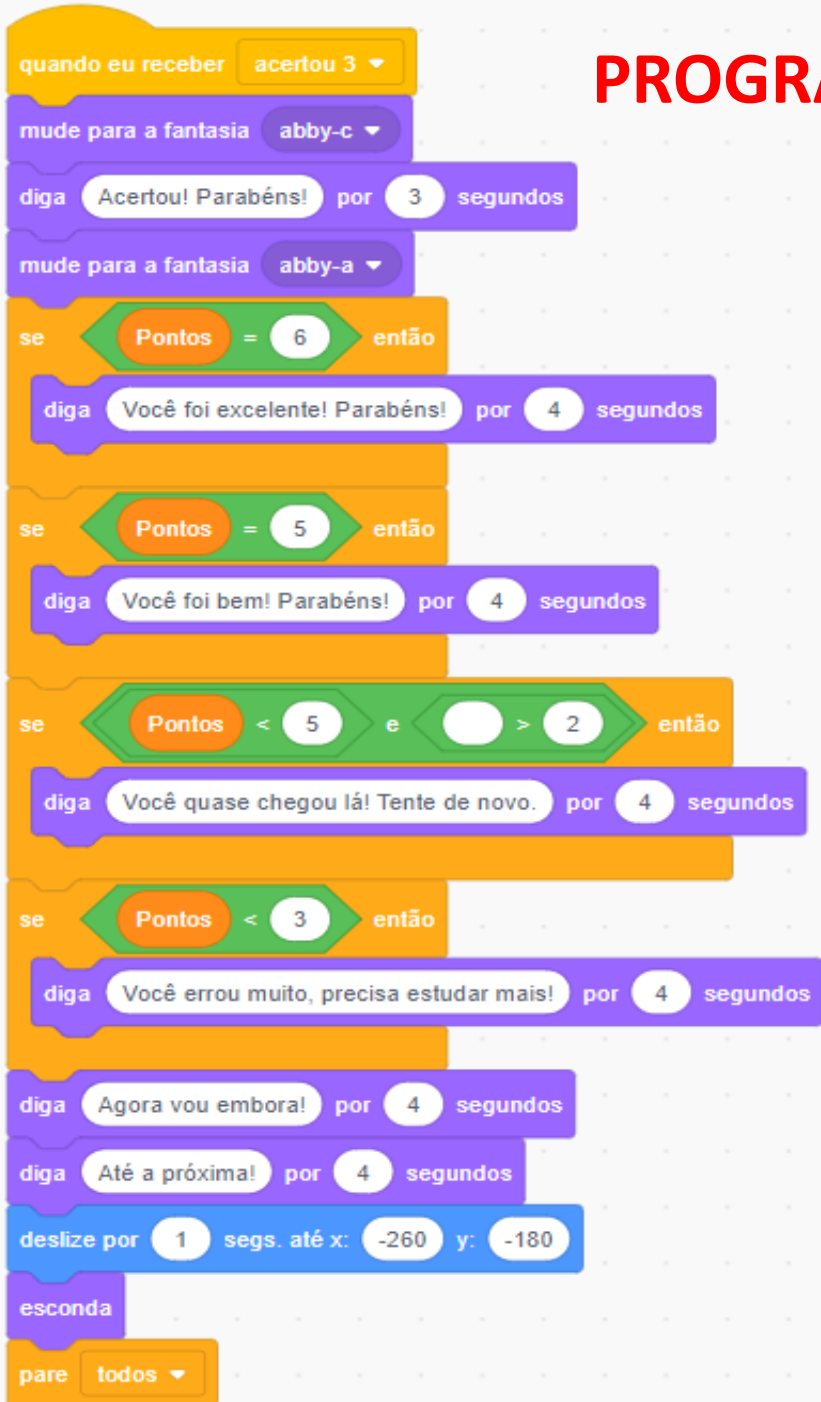 quando eu receber acertou 3
PROGRA
mude para a fantasia abby-c
diga Acertou! Parabéns! por 3 segundos
mude para a fantasia abby-a
se Pontos = 6 então
diga Você foi excelente! Parabéns! por 4 segundos
se Pontos = 5 então
diga Você foi bem! Parabéns! por 4 segundos
se Pontos < 5 e > 2 então
diga Você quase chegou lá! Tente de novo. por 4 segundos
se Pontos < 3 então
diga Você errou muito, precisa estudar mais! por 4 segundos
diga Agora vou embora! por 4 segundos
diga Até a próxima! por 4 segundos
deslize por 1 segs. até x: -260 y: -180
esconda
pare todos